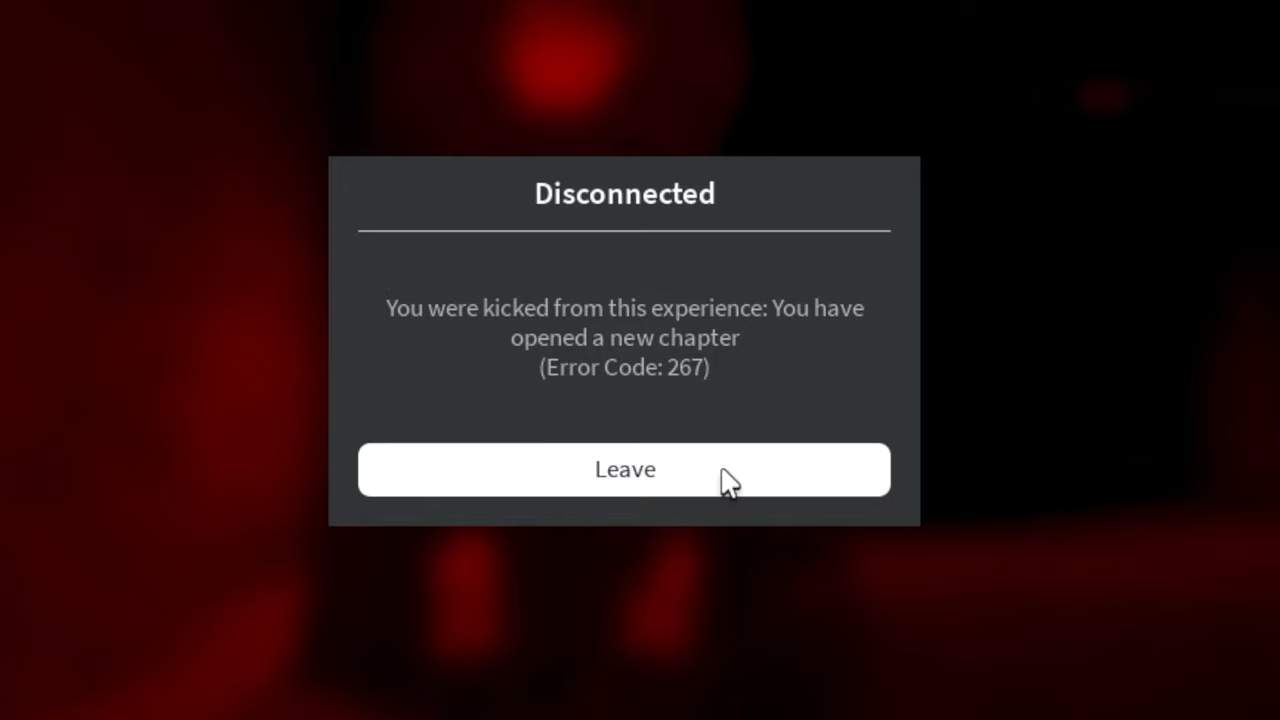 Disconnected
You were kicked from this experience: You have
opened a new chapter
(Error Code: 267)
Leave